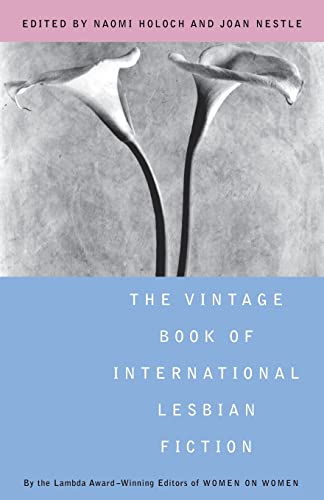 EDITED BY NAOMI HOLOCH AND JOAN NESTLE
THE VINTAGE
BOOK OF
INTERNATIONAL
LESBIAN
FICTION
By the Lambda Award–Winning Editors of WOMEN ON WOMEN